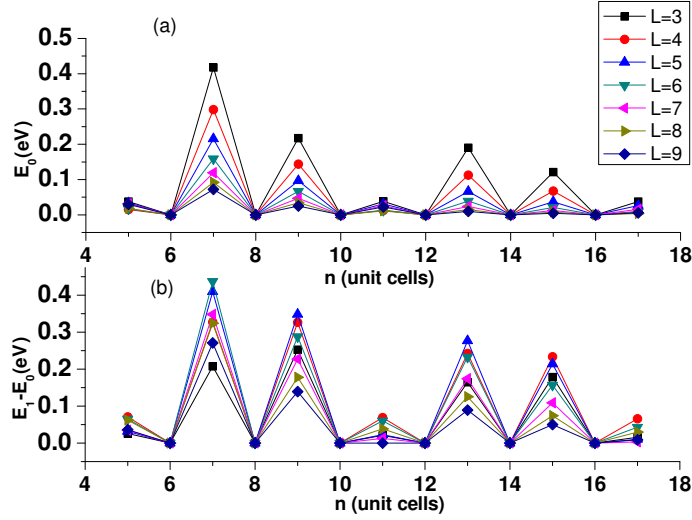 (a)
L=3
L=4
L=5
L=6
L=7
L=8
L=9
E0(eV)
0.5
0.4
0.3
0.2
0.1
0.0
4 6 8 10 12 14 16 18
n (unit cells)
(b)
E1-E0(eV)
0.4
0.3
0.2
0.1
0.0
4 6 8 10 12 14 16 18
n (unit cells)